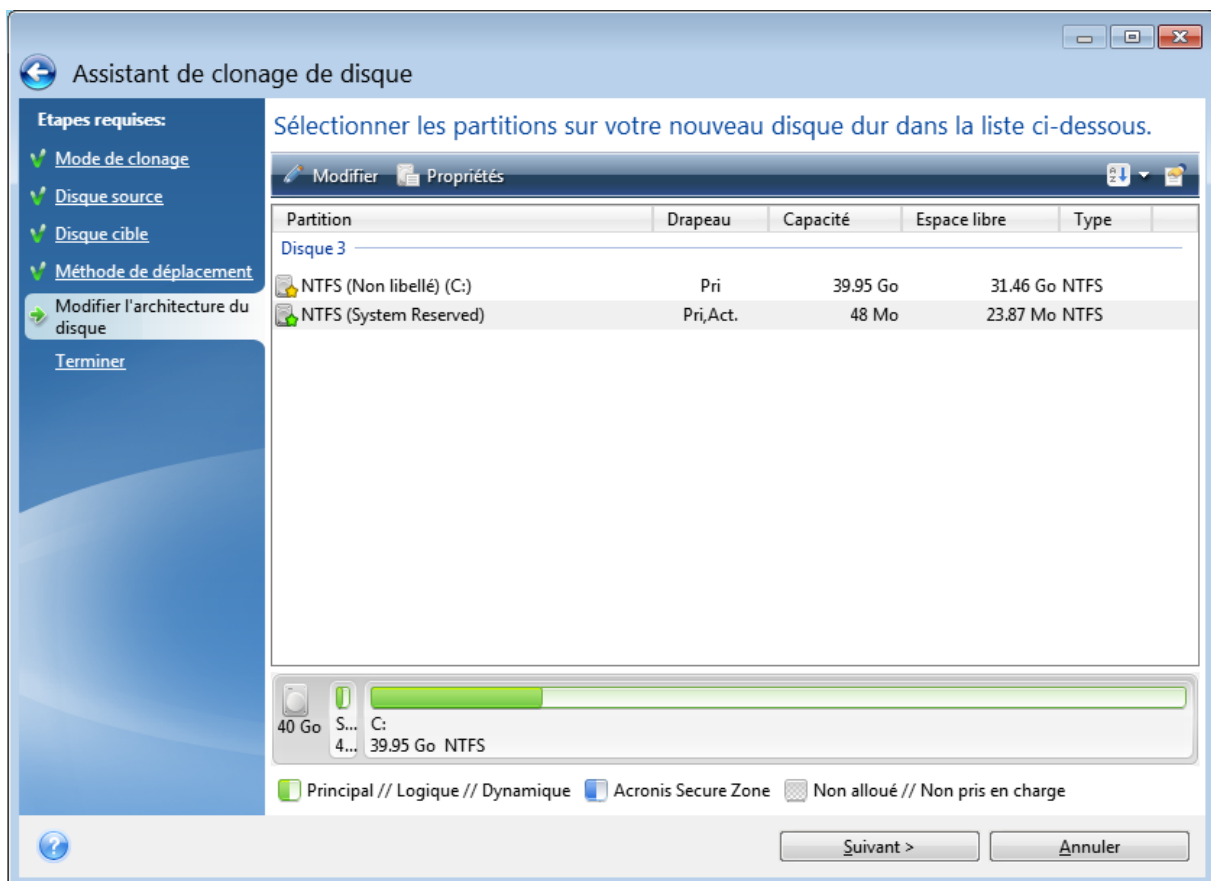 Assistant de clonage de disque
Etapes requises:
Mode de clonage
Disque source
Disque cible
Méthode de déplacement
Modifier l'architecture du
disque
Terminer
Sélectionner les partitions sur votre nouveau disque dur dans la liste ci-dessous.
Modifier Propriétés
Partition Drapeau Capacité Espace libre Type
Disque 3
NTFS (Non libellé) (C:) Pri 39.95 Go 31.46 Go NTFS
NTFS (System Reserved) Pri,Act. 48 Mo 23.87 Mo NTFS
40 Go S... C:
4... 39.95 Go NTFS
Principal // Logique // Dynamique Acronis Secure Zone Non alloué // Non pris en charge
Suivant > Annuler